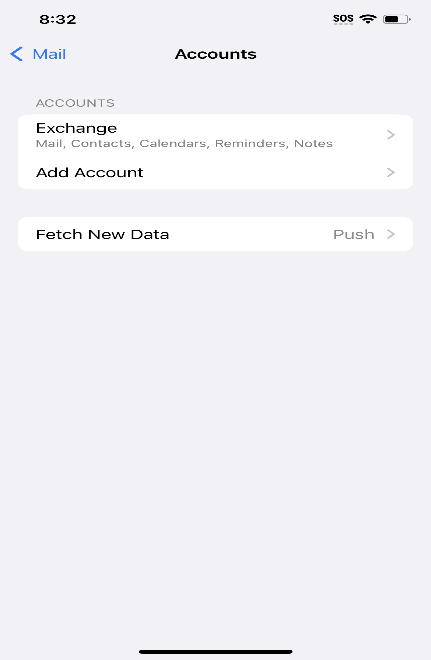 8:32
SOS
Mail
Accounts
ACCOUNTS
Exchange
Mail, Contacts, Calendars, Reminders, Notes
Add Account
Fetch New Data
Push